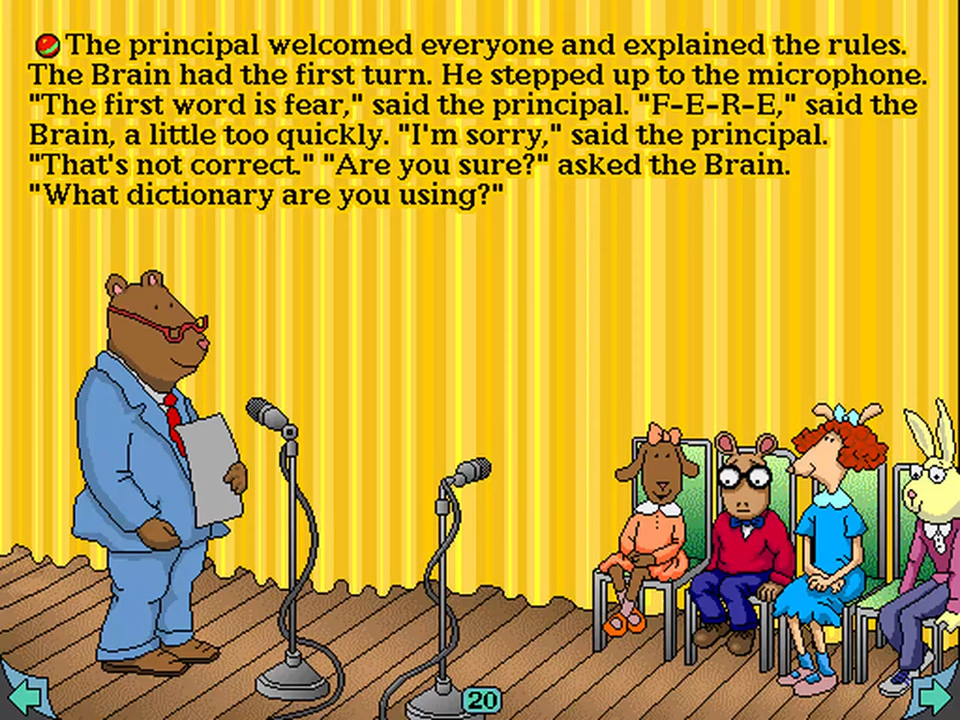 The principal welcomed everyone and explained the rules.
The Brain had the first turn. He stepped up to the microphone.
"The first word is fear," said the principal. "F-E-R-E," said the
Brain, a little too quickly. "I'm sorry," said the principal.
"That's not correct." "Are you sure?" asked the Brain.
"What dictionary are you using?"
20